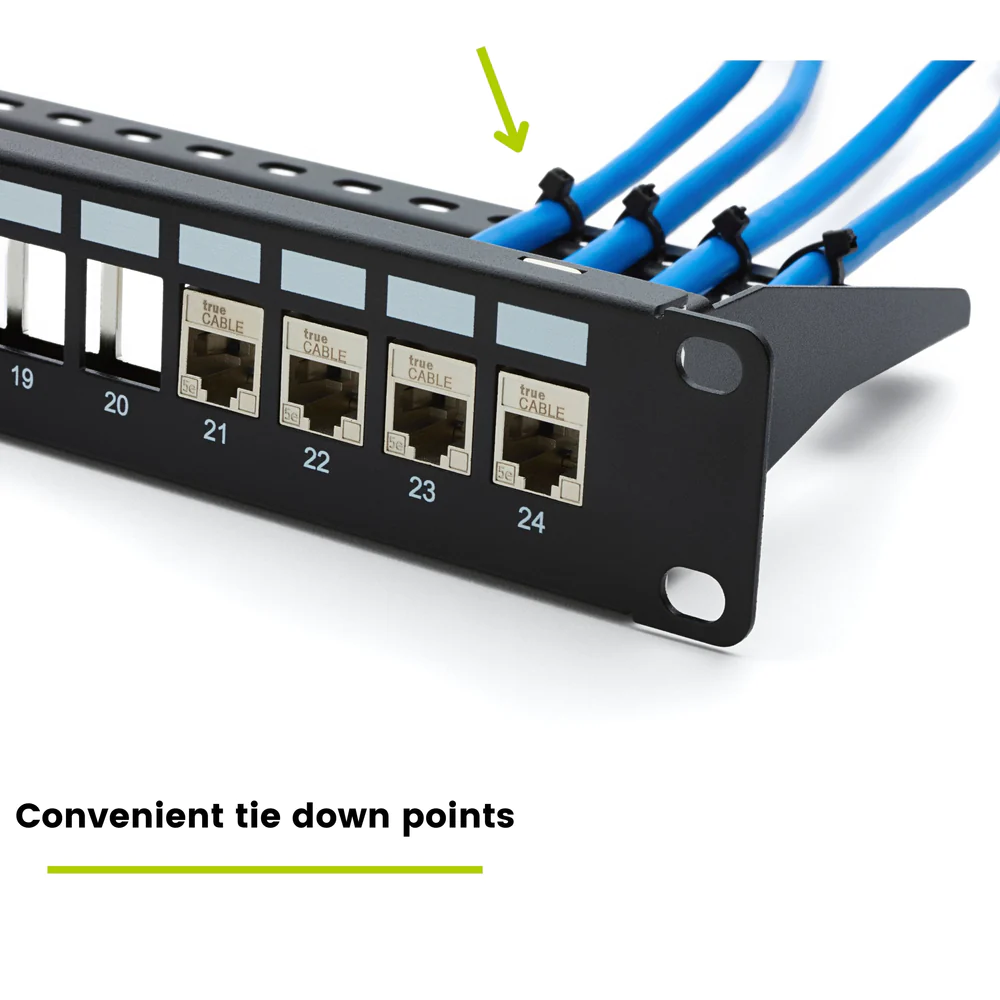 true
CABLE
5e
true
CABLE
5e
true
CABLE
5e
true
CABLE
5e
19
20
21
22
23
24
Convenient tie down points